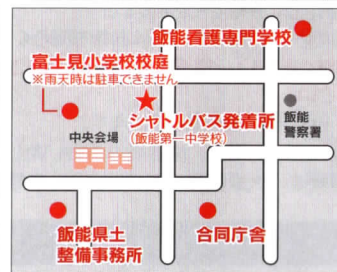 飯能看護専門学校
富士見小学校校庭
※雨天時は駐車できません
シャトルバス発着所
(飯能第一中学校)
飯能
警察署
中央会場
飯能県土
整備事務所
合同庁舎